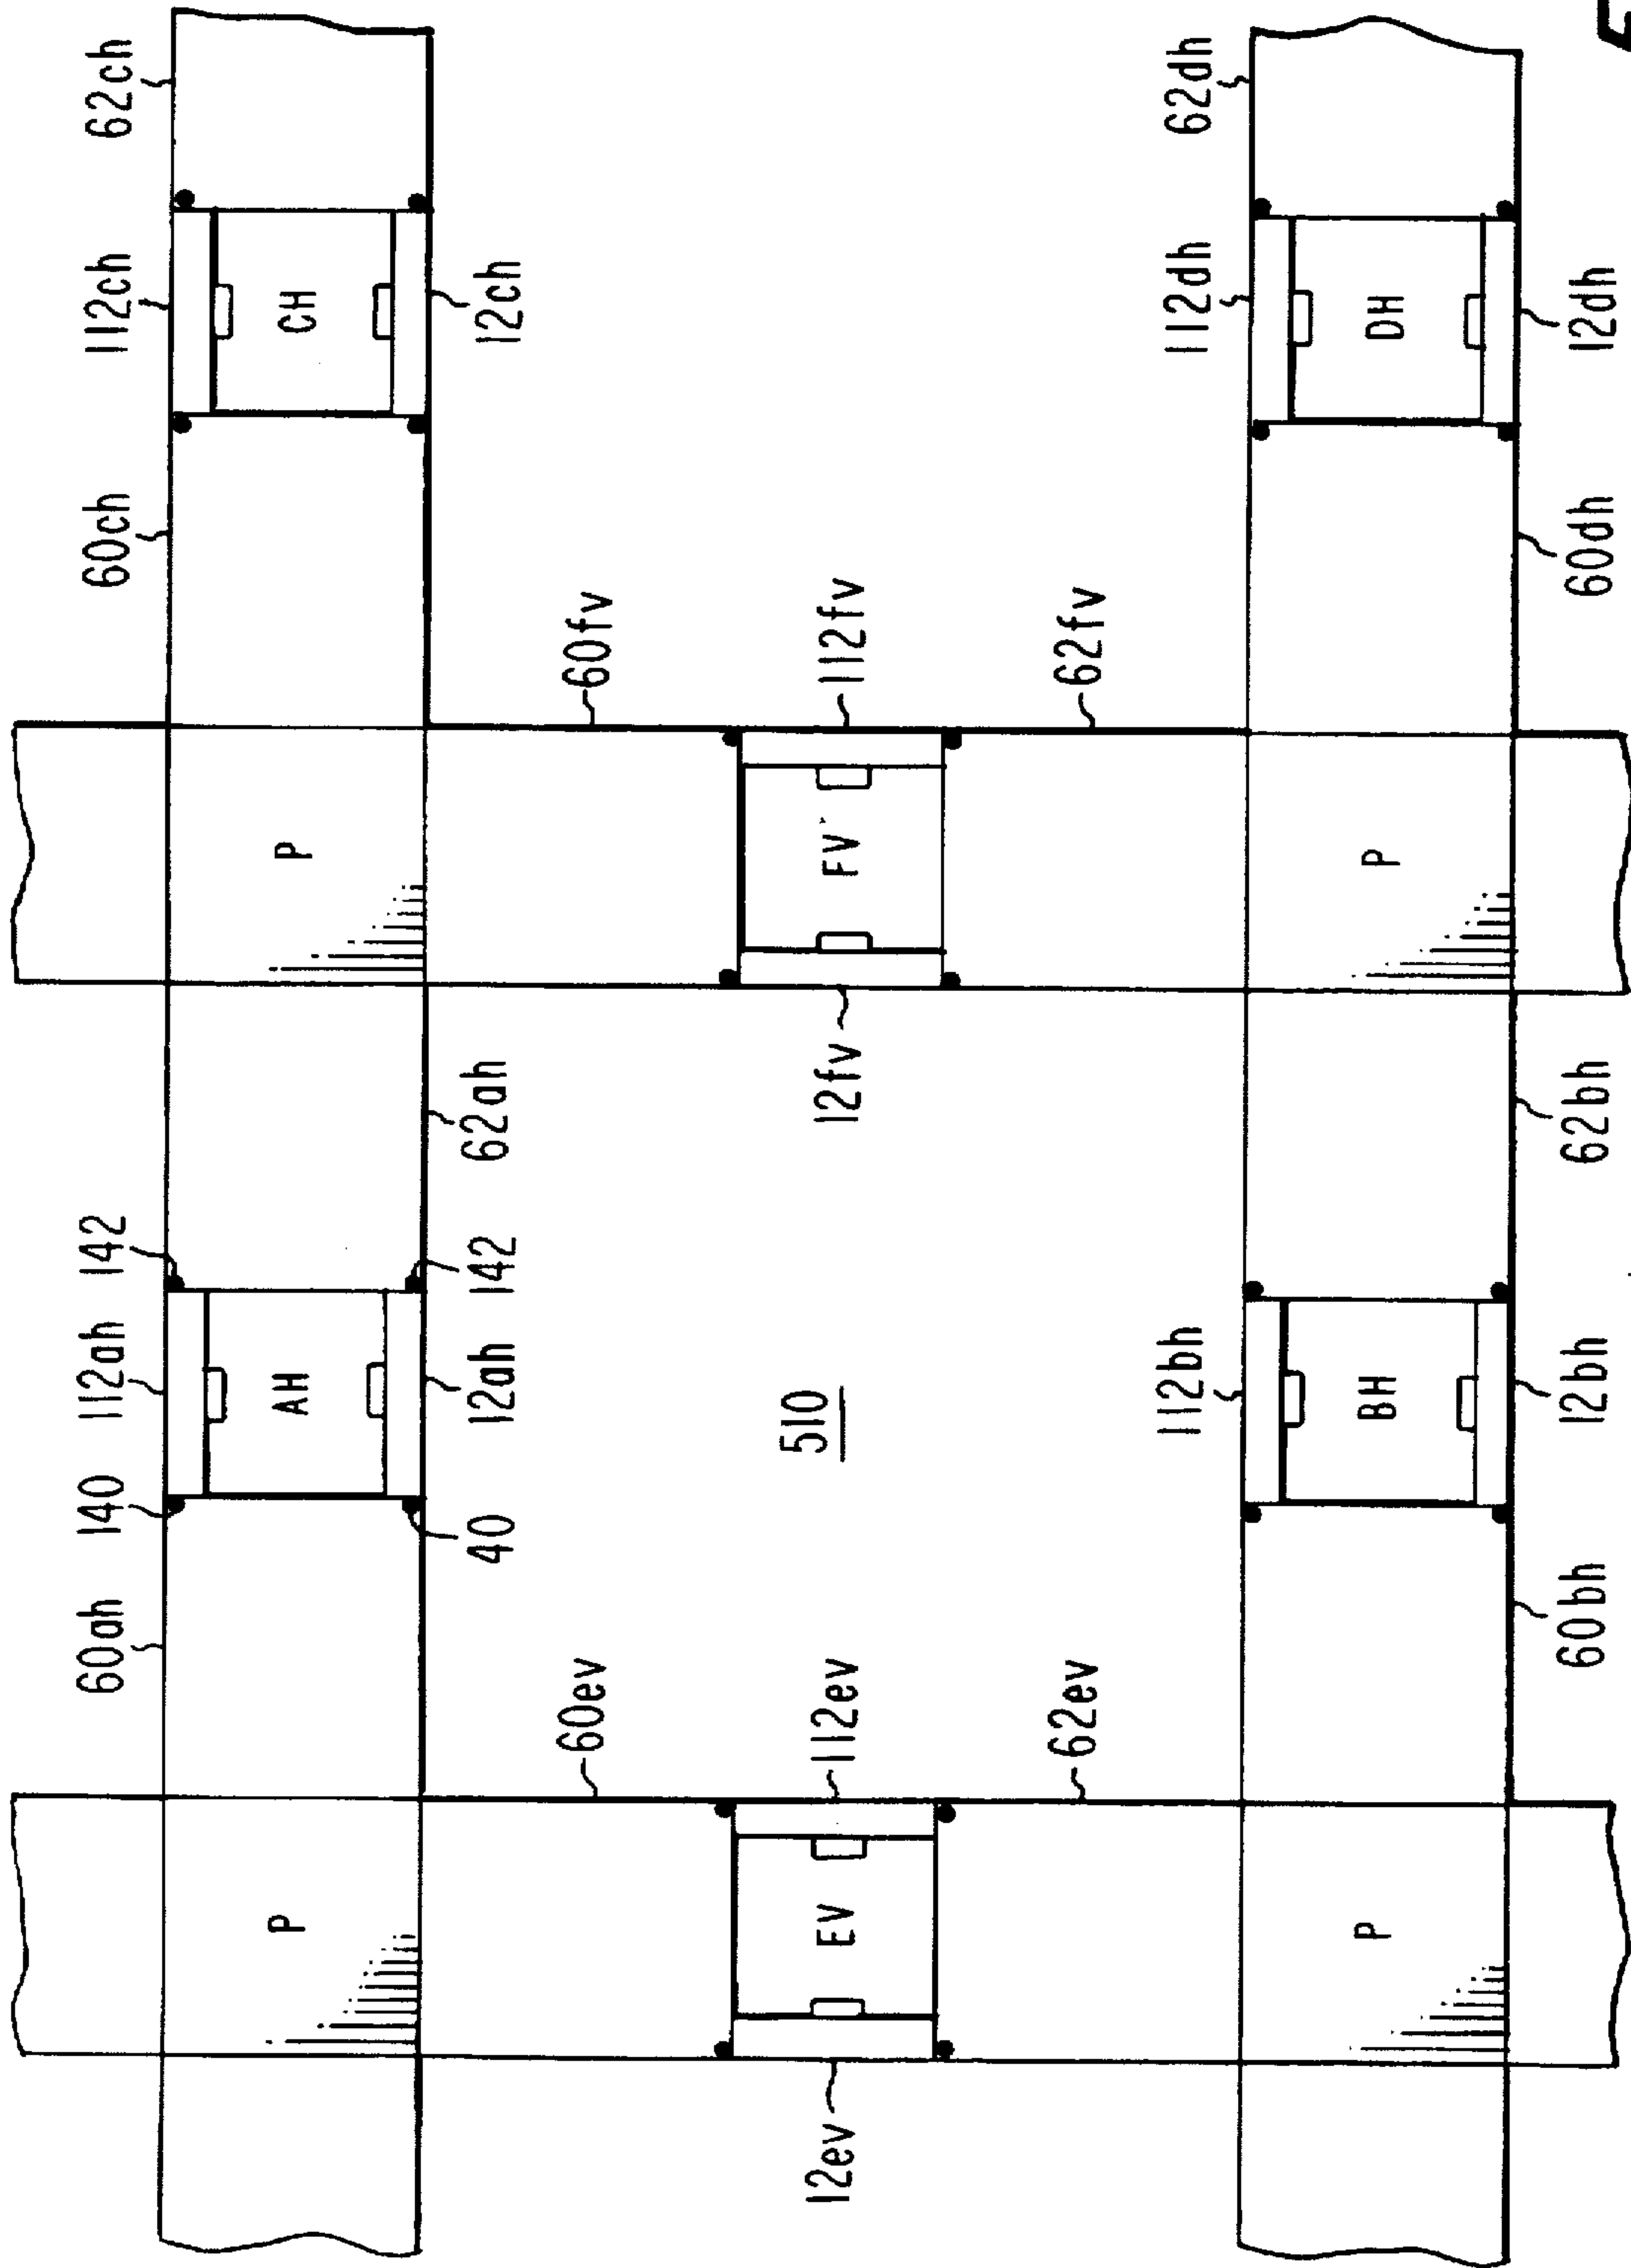 60ah 140 112ah 142 60ch 112ch 62ch
P AH P CH
40 12ah 142 62ah 12ch
60ev 60fv
12ev EV 112ev 510 12fv FV 112fv
62ev 62fv
112bh 112dh 62dh
P BH P DH
60bh 12bh 62bh 60dh 12dh